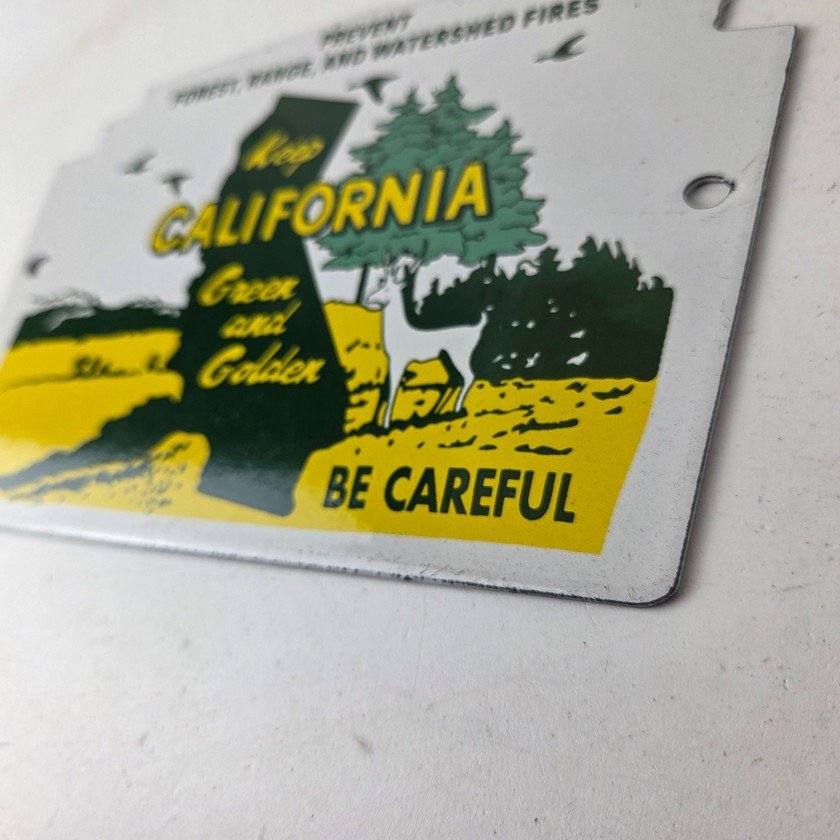 PREVENT
FOREST, RANGE, AND WATERSHED FIRES
Keep
CALIFORNIA
Green
and
Golden
BE CAREFUL